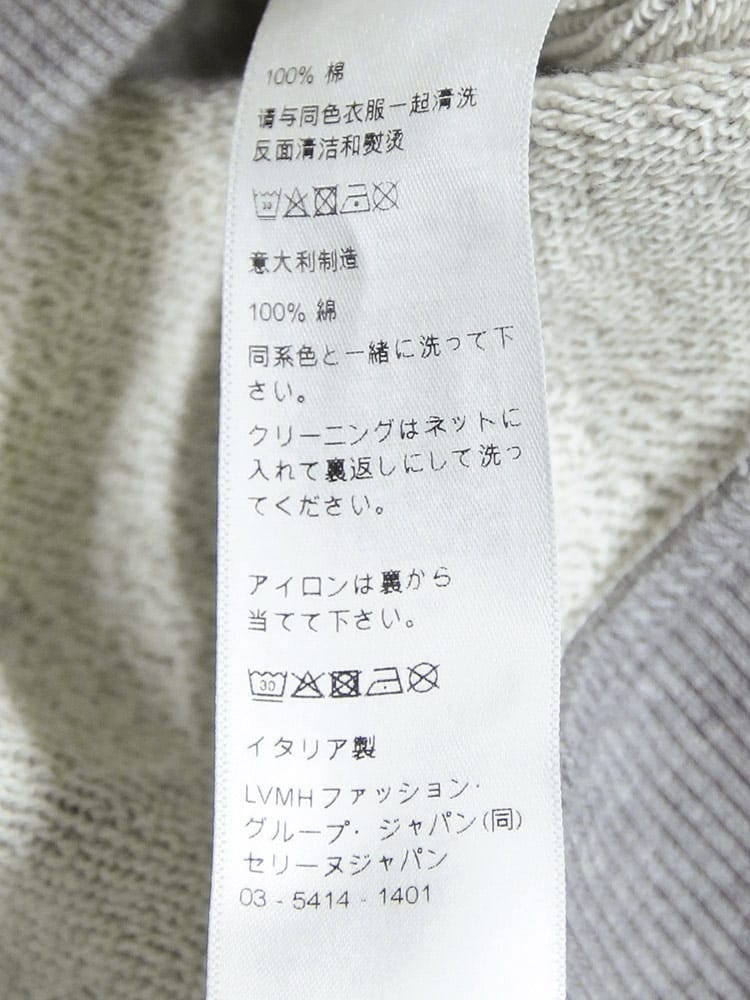 100% 棉
请与同色衣服一起清洗
反面清洁和熨烫
30
意大利制造
100% 綿
同系色と一緒に洗って下
さい。
クリーニングはネットに
入れて裏返しにして洗っ
てください。
アイロンは裏から
当てて下さい。
30
イタリア製
LVMHファッション・
グループ・ジャパン(同)
セリーヌジャパン
03 - 5414 - 1401